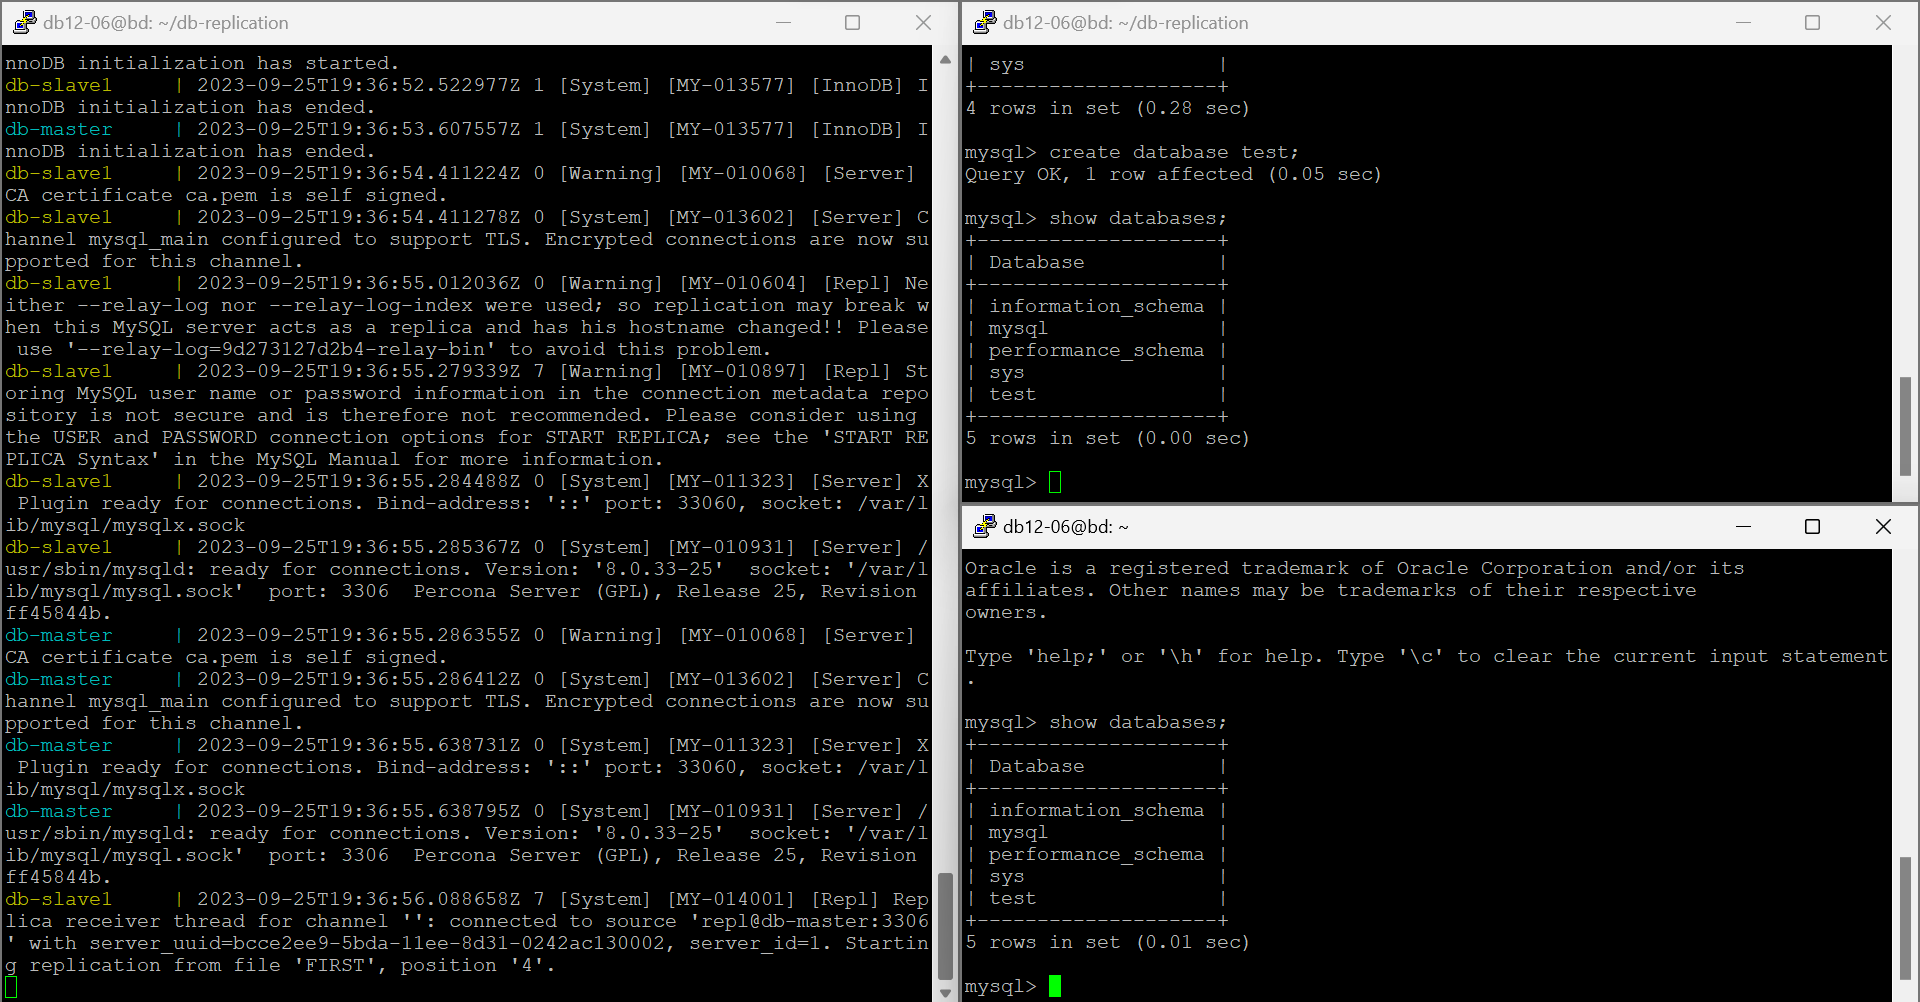 db12-06@bd: ~/db-replication
nnoDB initialization has started.
db-slave1     | 2023-09-25T19:36:52.522977Z 1 [System] [MY-013577] [InnoDB] I
nnoDB initialization has ended.
db-master     | 2023-09-25T19:36:53.607557Z 1 [System] [MY-013577] [InnoDB] I
nnoDB initialization has ended.
db-slave1     | 2023-09-25T19:36:54.411224Z 0 [Warning] [MY-010068] [Server]
CA certificate ca.pem is self signed.
db-slave1     | 2023-09-25T19:36:54.411278Z 0 [System] [MY-013602] [Server] C
hannel mysql_main configured to support TLS. Encrypted connections are now su
pported for this channel.
db-slave1     | 2023-09-25T19:36:55.012036Z 0 [Warning] [MY-010604] [Repl] Ne
ither --relay-log nor --relay-log-index were used; so replication may break w
hen this MySQL server acts as a replica and has his hostname changed!! Please
 use '--relay-log=9d273127d2b4-relay-bin' to avoid this problem.
db-slave1     | 2023-09-25T19:36:55.279339Z 7 [Warning] [MY-010897] [Repl] St
oring MySQL user name or password information in the connection metadata repo
sitory is not secure and is therefore not recommended. Please consider using
the USER and PASSWORD connection options for START REPLICA; see the 'START RE
PLICA Syntax' in the MySQL Manual for more information.
db-slave1     | 2023-09-25T19:36:55.284488Z 0 [System] [MY-011323] [Server] X
 Plugin ready for connections. Bind-address: '::' port: 33060, socket: /var/l
ib/mysql/mysqlx.sock
db-slave1     | 2023-09-25T19:36:55.285367Z 0 [System] [MY-010931] [Server] /
usr/sbin/mysqld: ready for connections. Version: '8.0.33-25'  socket: '/var/l
ib/mysql/mysql.sock'  port: 3306  Percona Server (GPL), Release 25, Revision
ff45844b.
db-master     | 2023-09-25T19:36:55.286355Z 0 [Warning] [MY-010068] [Server]
CA certificate ca.pem is self signed.
db-master     | 2023-09-25T19:36:55.286412Z 0 [System] [MY-013602] [Server] C
hannel mysql_main configured to support TLS. Encrypted connections are now su
pported for this channel.
db-master     | 2023-09-25T19:36:55.638731Z 0 [System] [MY-011323] [Server] X
 Plugin ready for connections. Bind-address: '::' port: 33060, socket: /var/l
ib/mysql/mysqlx.sock
db-master     | 2023-09-25T19:36:55.638795Z 0 [System] [MY-010931] [Server] /
usr/sbin/mysqld: ready for connections. Version: '8.0.33-25'  socket: '/var/l
ib/mysql/mysql.sock'  port: 3306  Percona Server (GPL), Release 25, Revision
ff45844b.
db-slave1     | 2023-09-25T19:36:56.088658Z 7 [System] [MY-014001] [Repl] Rep
lica receiver thread for channel '': connected to source 'repl@db-master:3306
' with server_uuid=bcce2ee9-5bda-11ee-8d31-0242ac130002, server_id=1. Startin
g replication from file 'FIRST', position '4'.
db12-06@bd: ~/db-replication
| sys                |
+--------------------+
4 rows in set (0.28 sec)
mysql> create database test;
Query OK, 1 row affected (0.05 sec)
mysql> show databases;
+--------------------+
| Database           |
+--------------------+
| information_schema |
| mysql              |
| performance_schema |
| sys                |
| test               |
+--------------------+
5 rows in set (0.00 sec)
mysql>
db12-06@bd: ~
Oracle is a registered trademark of Oracle Corporation and/or its
affiliates. Other names may be trademarks of their respective
owners.
Type 'help;' or '\h' for help. Type '\c' to clear the current input statement
.
mysql> show databases;
+--------------------+
| Database           |
+--------------------+
| information_schema |
| mysql              |
| performance_schema |
| sys                |
| test               |
+--------------------+
5 rows in set (0.01 sec)
mysql>